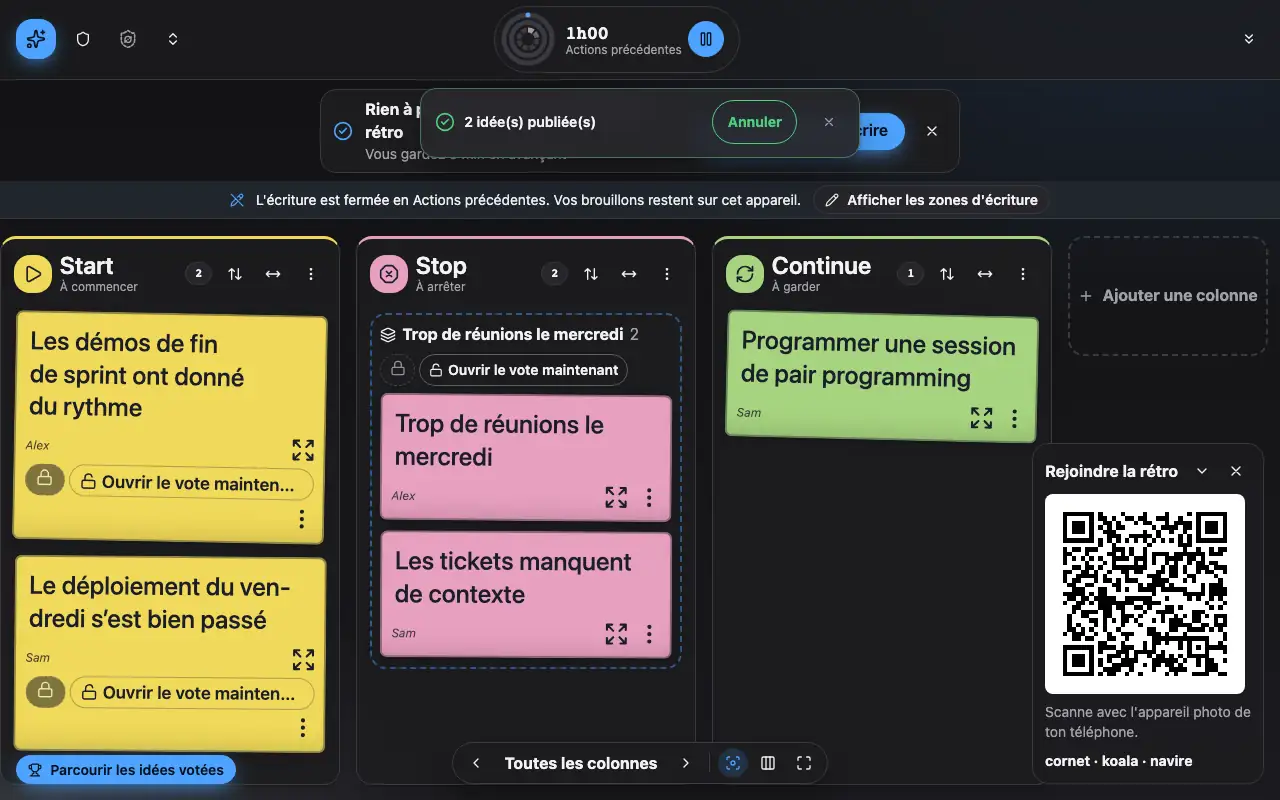 1h00
Actions précédentes
Rien à
rétro
2 idée(s) publiée(s)
Annuler
Vous
L'écriture est fermée en Actions précédentes. Vos brouillons restent sur cet appareil.
Afficher les zones d'écriture
Start
À commencer
2
Les démos de fin
de sprint ont donné
du rythme
Alex
Ouvrir le vote mainten...
Le déploiement du ven-
dredi s’est bien passé
Sam
Ouvrir le vote mainten...
Parcourir les idées votées
Stop
À arrêter
2
Trop de réunions le mercredi 2
Ouvrir le vote maintenant
Trop de réunions le
mercredi
Alex
Les tickets manquent
de contexte
Sam
Continue
À garder
1
Programmer une session
de pair programming
Sam
+ Ajouter une colonne
Rejoindre la rétro
Scanne avec l'appareil photo de
ton téléphone.
cornet · koala · navire
Toutes les colonnes